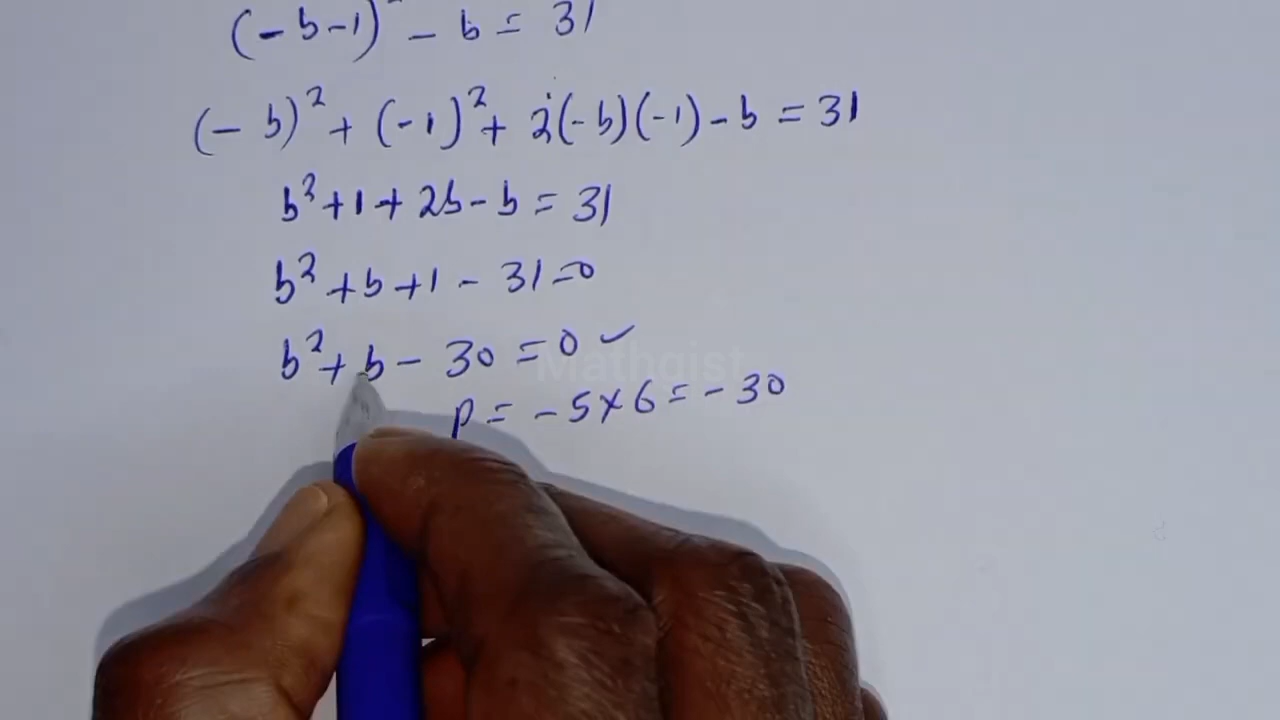 (-b-1)² - b = 31
(-b)² + (-1)² + 2(-b)(-1) - b = 31
b² + 1 + 2b - b = 31
b² + b + 1 - 31 = 0
b² + b - 30 = 0 ✓
Mathgist
p = -5 × 6 = -30